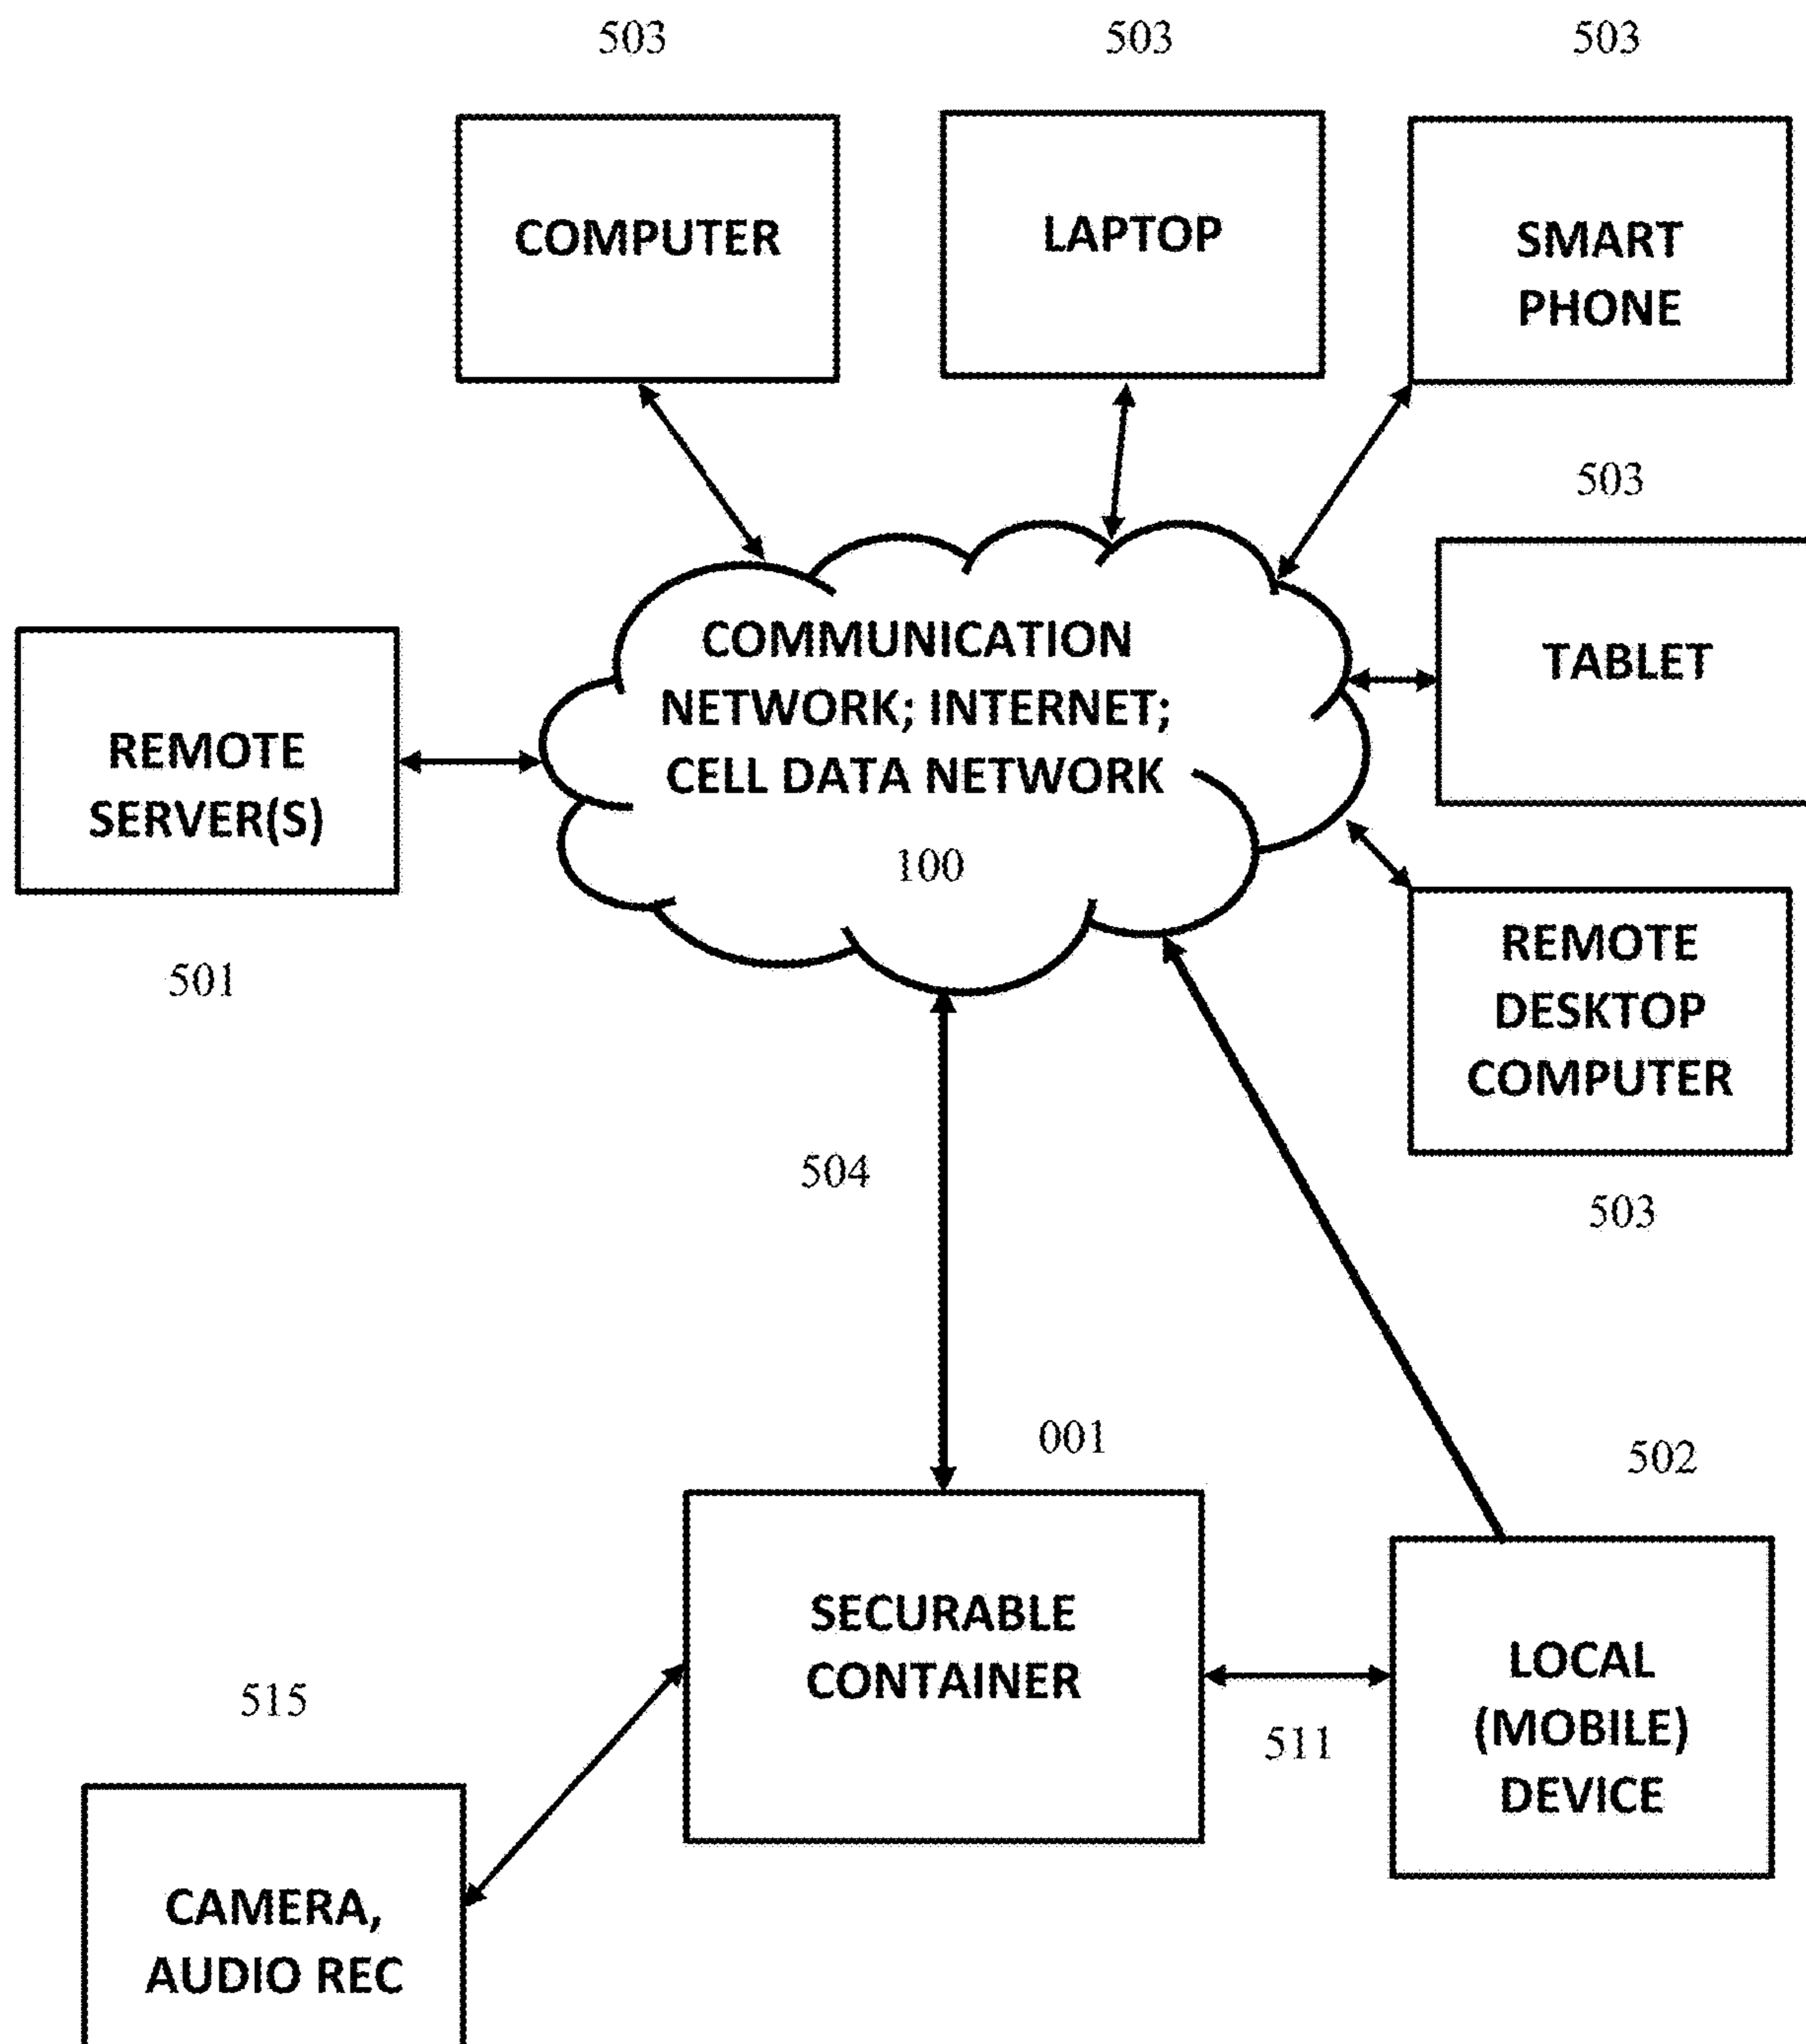 503
503
503
COMPUTER
LAPTOP
SMART
PHONE
503
TABLET
COMMUNICATION
NETWORK; INTERNET;
CELL DATA NETWORK
100
REMOTE
SERVER(S)
501
REMOTE
DESKTOP
COMPUTER
503
504
001
502
SECURABLE
CONTAINER
511
LOCAL
(MOBILE)
DEVICE
515
CAMERA,
AUDIO REC